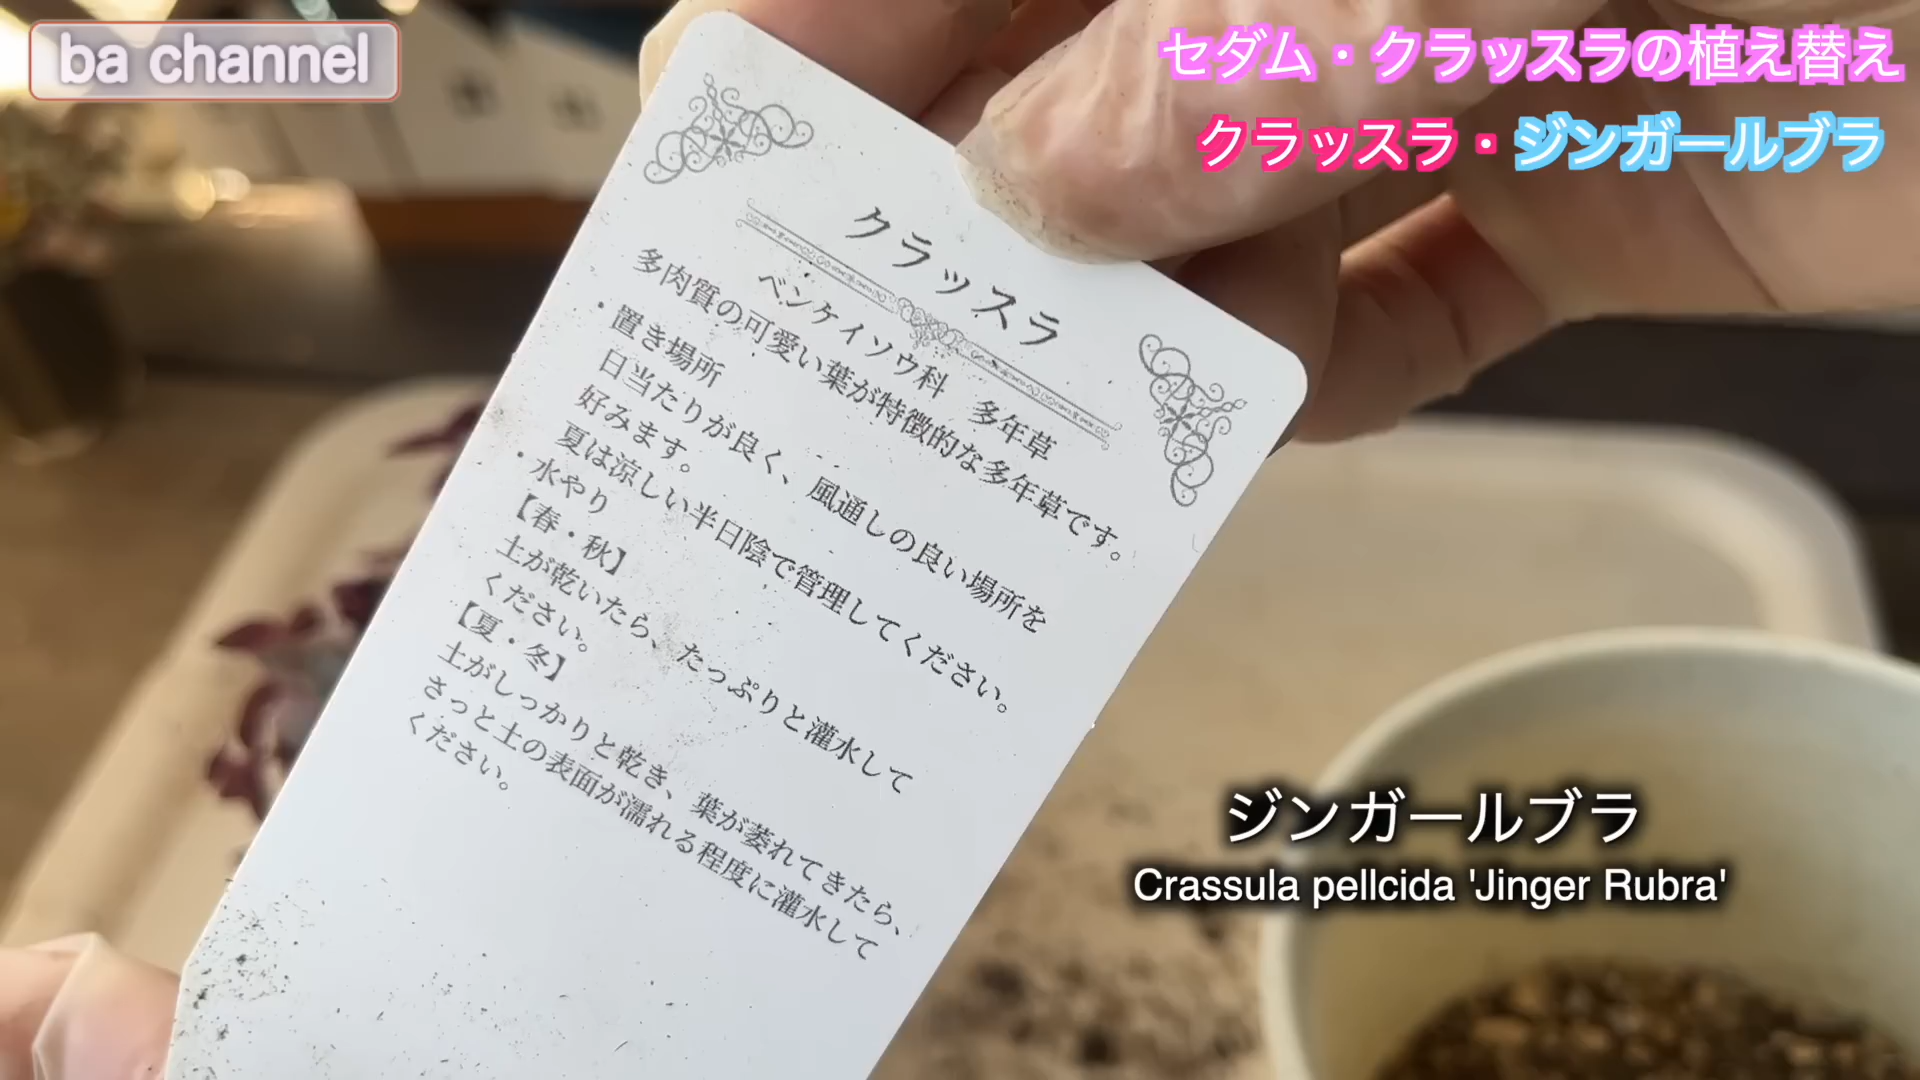 ba channel
セダム・クラッスラの植え替え
クラッスラ・ジンガールブラ
クラッスラ
ベンケイソウ科 多年草
多肉質の可愛い葉が特徴的な多年草です。
・置き場所
日当たりが良く、風通しの良い場所を
好みます。
夏は涼しい半日陰で管理してください。
・水やり
【春・秋】
土が乾いたら、たっぷりと灌水して
ください。
【夏・冬】
土がしっかりと乾き、葉が萎れてきたら、
さっと土の表面が濡れる程度に灌水して
ください。
ジンガールブラ
Crassula pellcida 'Jinger Rubra'